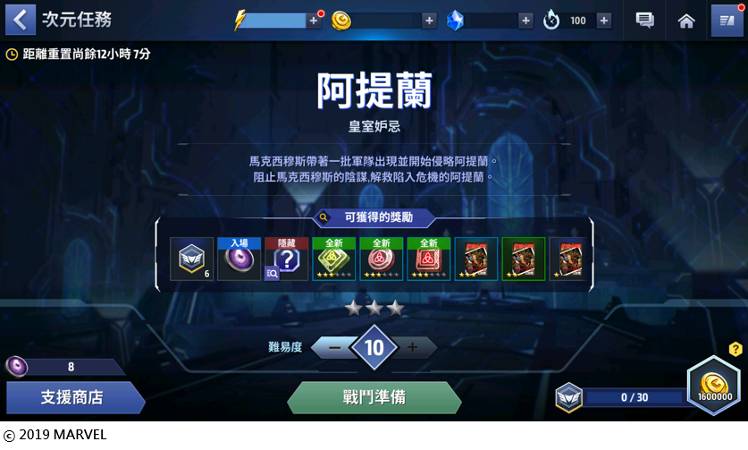 次元任務
100
距離重置尚餘12小時 7分
阿提蘭
皇室妒忌
馬克西穆斯帶著一批軍隊出現並開始侵略阿提蘭。
阻止馬克西穆斯的陰謀,解救陷入危機的阿提蘭。
可獲得的獎勵
入場 隱藏 全新 全新 全新
6
難易度 10
8
支援商店
戰鬥準備
0 / 30
1600000
© 2019 MARVEL